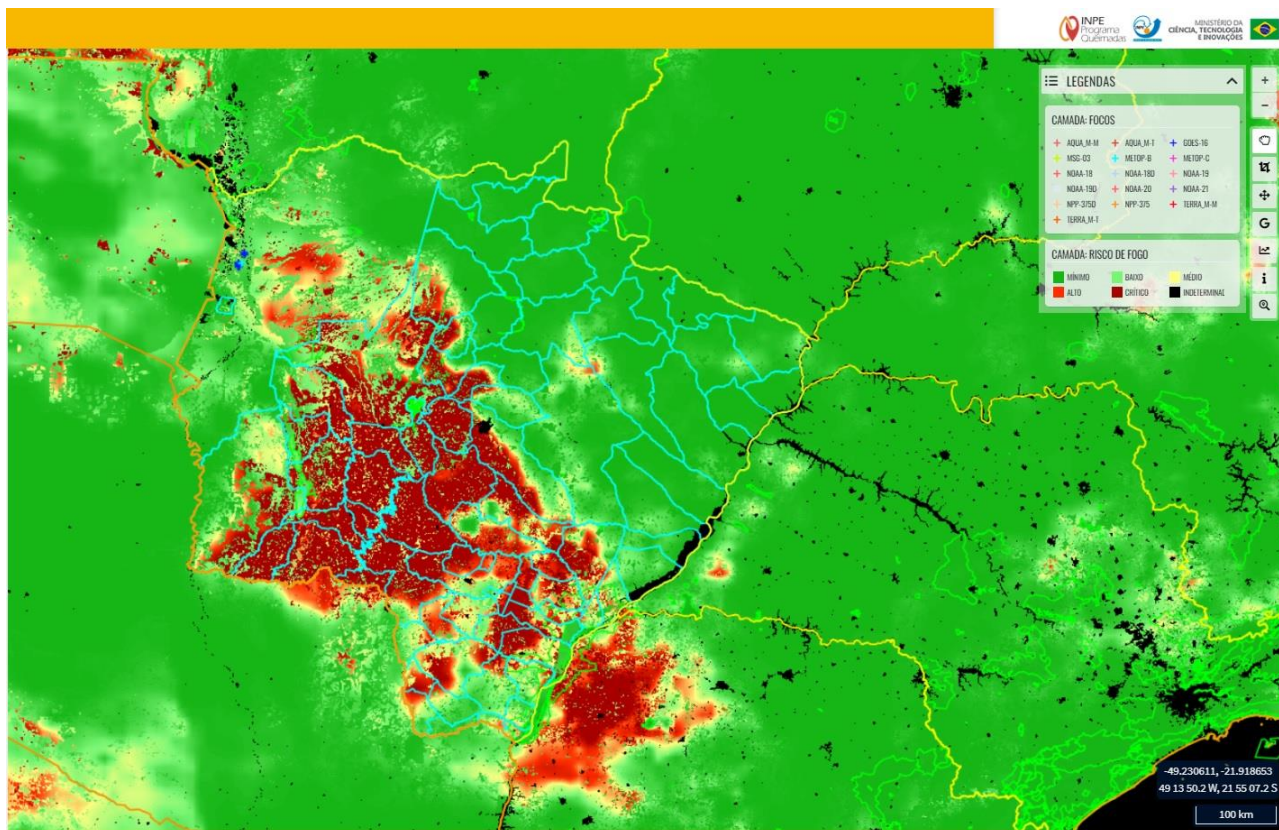 INPE
Programa
Queimadas
MINISTÉRIO DA
CIÊNCIA, TECNOLOGIA
E INOVAÇÕES
LEGENDAS
CAMADA: FOCOS
AQUA_M-M AQUA_M-T GOES-16
MSG-03 METOP-B METOP-C
NOAA-18 NOAA-18D NOAA-19
NOAA-19D NOAA-20 NOAA-21
NPP-375D NPP-375 TERRA_M-M
TERRA_M-T
CAMADA: RISCO DE FOGO
MÍNIMO BAIXO MÉDIO
ALTO CRÍTICO INDETERMINAD
+
−
G
i
-49.230611, -21.918653
49 13 50.2 W, 21 55 07.2 S
100 km